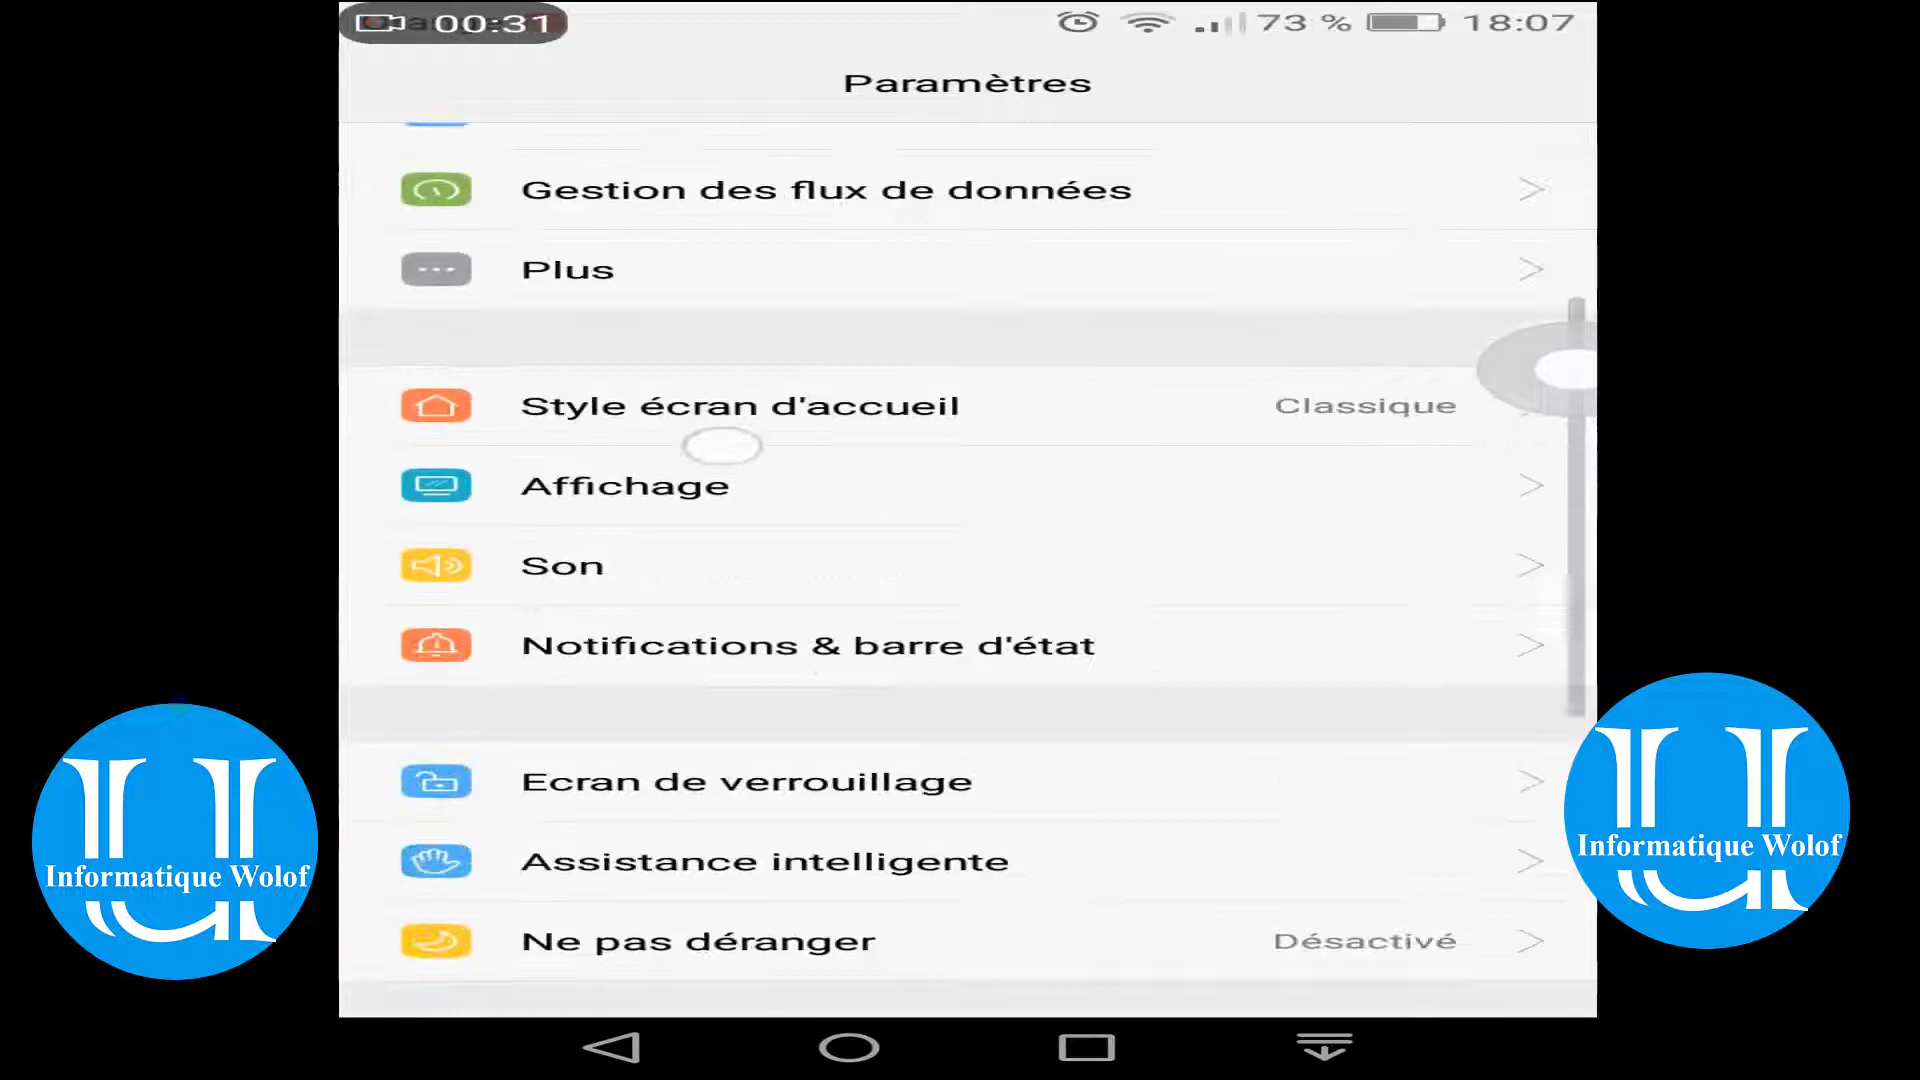 00:31
73 % 18:07
Paramètres
Gestion des flux de données
Plus
Style écran d'accueil Classique
Affichage
Son
Notifications & barre d'état
Ecran de verrouillage
Assistance intelligente
Ne pas déranger Désactivé
Informatique Wolof
Informatique Wolof